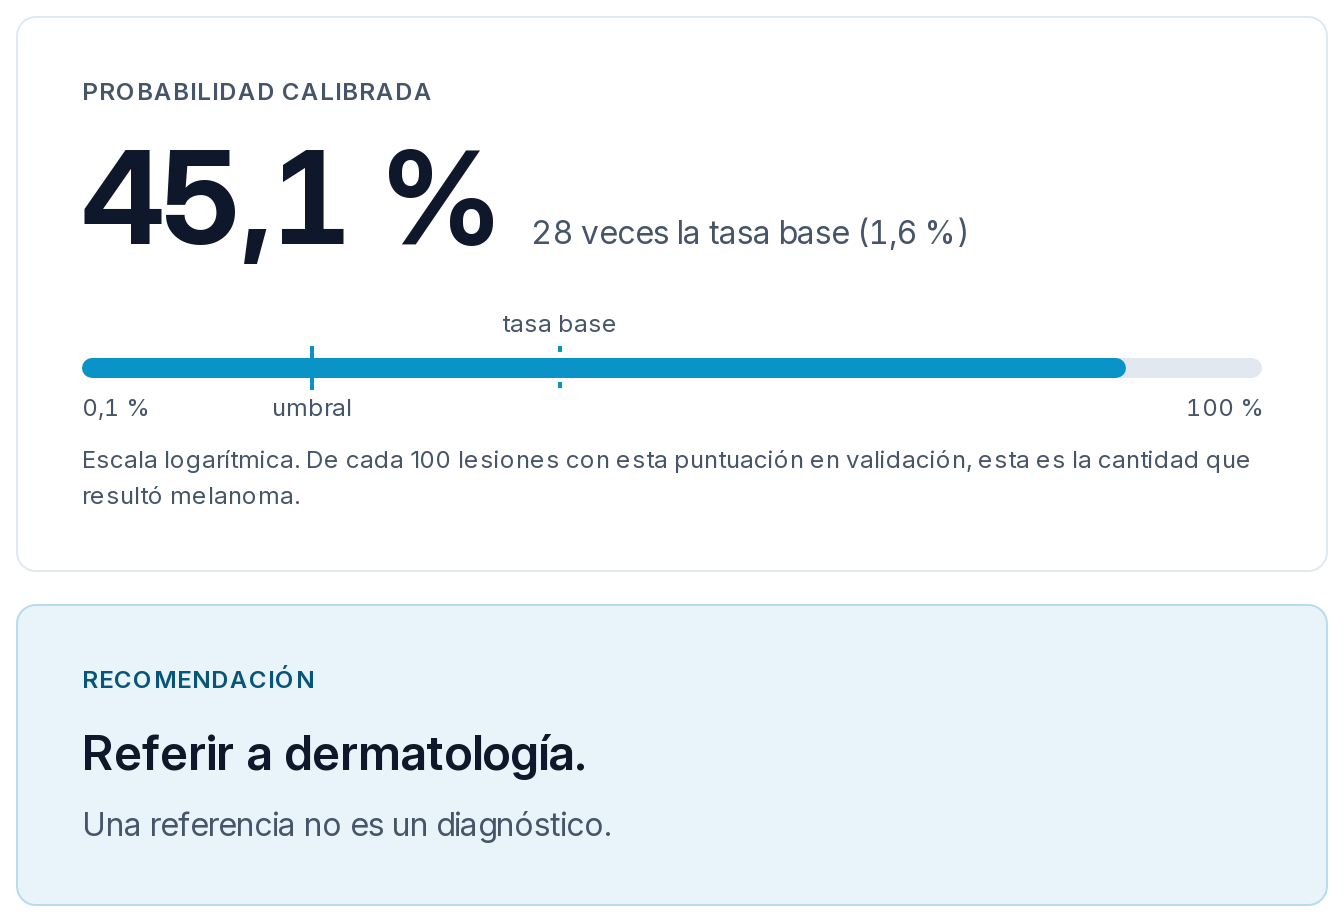 PROBABILIDAD CALIBRADA
45,1 % 28 veces la tasa base (1,6 %)
tasa base
0,1 % umbral 100 %
Escala logarítmica. De cada 100 lesiones con esta puntuación en validación, esta es la cantidad que
resultó melanoma.
RECOMENDACIÓN
Referir a dermatología.
Una referencia no es un diagnóstico.